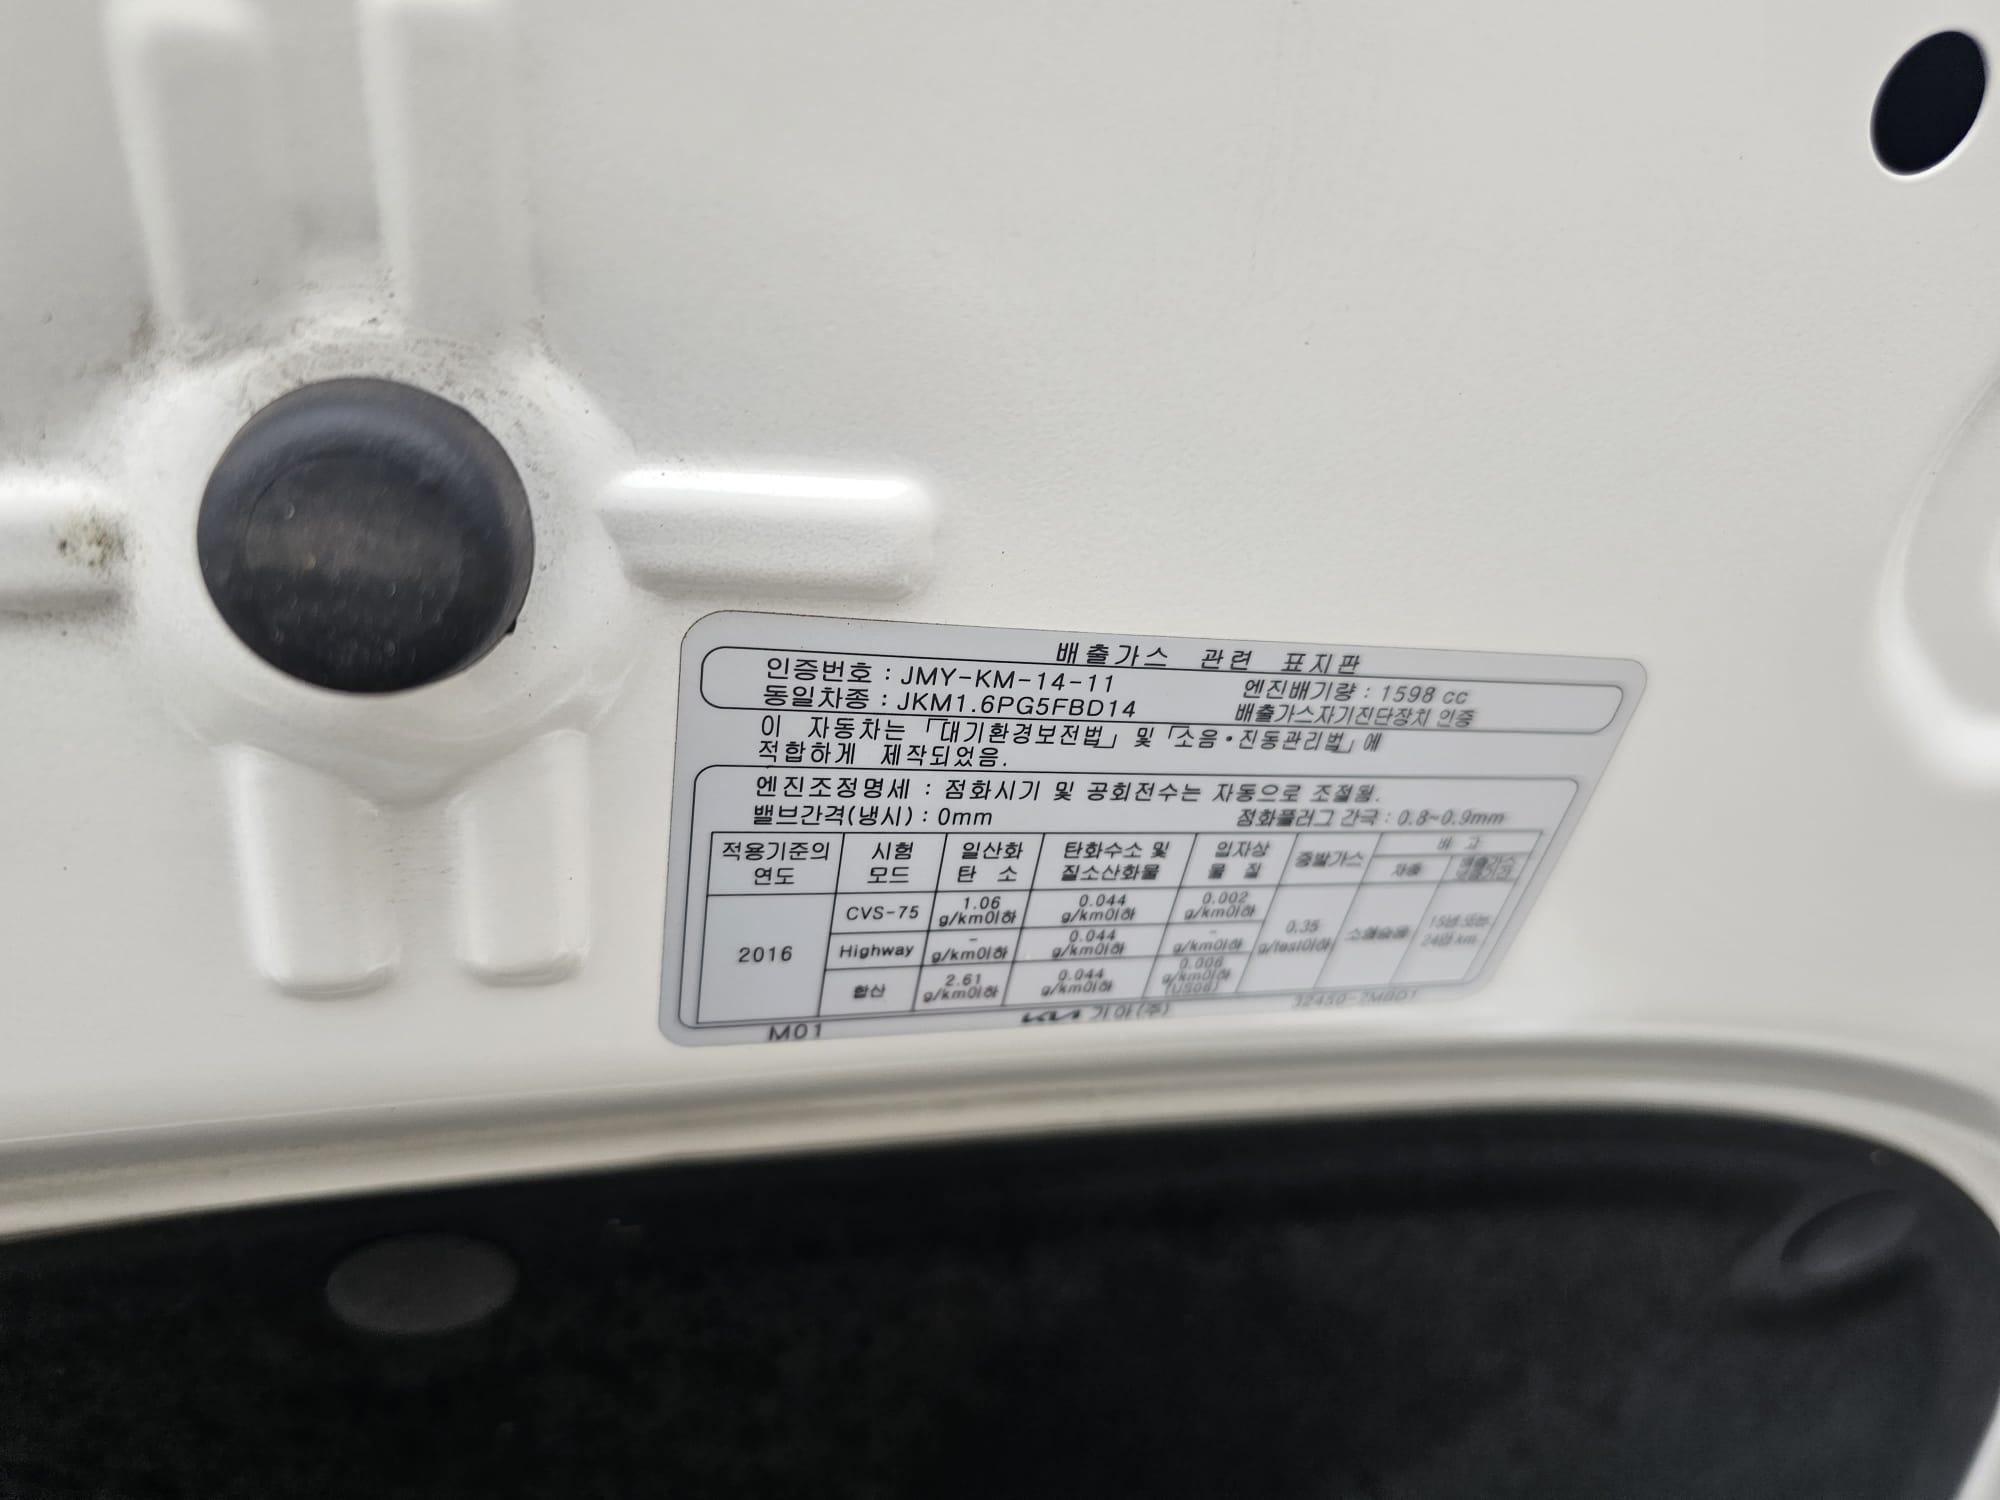 배출가스 관련 표지판
인증번호 : JMY-KM-14-11 엔진배기량 : 1598 cc
동일차종 : JKM1.6PG5FBD14 배출가스자기진단장치 인증
이 자동차는 「대기환경보전법」 및 「소음·진동관리법」에
적합하게 제작되었음.
엔진조정명세 : 점화시기 및 공회전수는 자동으로 조절됨.
밸브간격(냉시) : 0mm 점화플러그 간극 : 0.8~0.9mm
적용기준의 연도 시험 모드 일산화 탄 소 탄화수소 및 질소산화물 입자상 물 질 증발가스 비 고
차종
2016 CVS-75 1.06 g/km이하 0.044 g/km이하 0.002 g/km이하 0.35 g/test이하
Highway - g/km이하 0.044 g/km이하 - g/km이하
합산 2.61 g/km이하 0.044 g/km이하 0.006 g/km이하 (US06)
M01 KIA 기아(주)